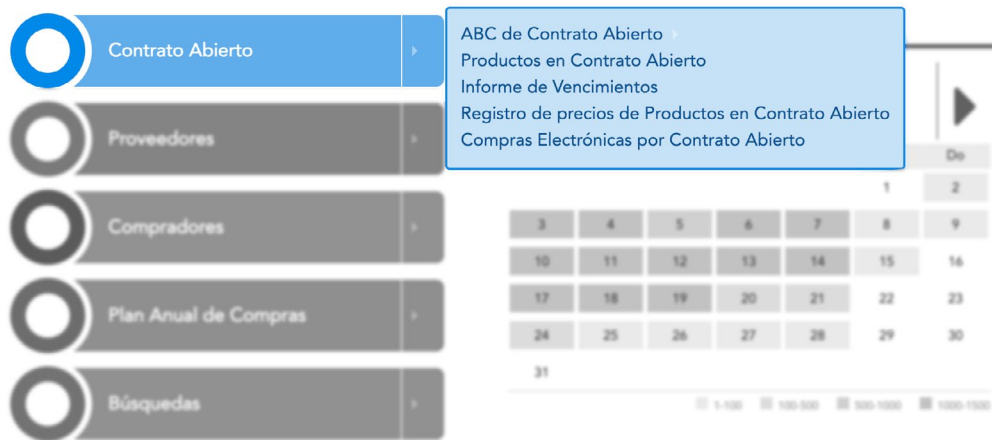 Contrato Abierto
ABC de Contrato Abierto
Productos en Contrato Abierto
Informe de Vencimientos
Registro de precios de Productos en Contrato Abierto
Compras Electrónicas por Contrato Abierto
Proveedores
Compradores
Plan Anual de Compras
Búsquedas
Do
1 2
3 4 5 6 7 8 9
10 11 12 13 14 15 16
17 18 19 20 21 22 23
24 25 26 27 28 29 30
31
1-100 100-500 500-1000 1000-1500